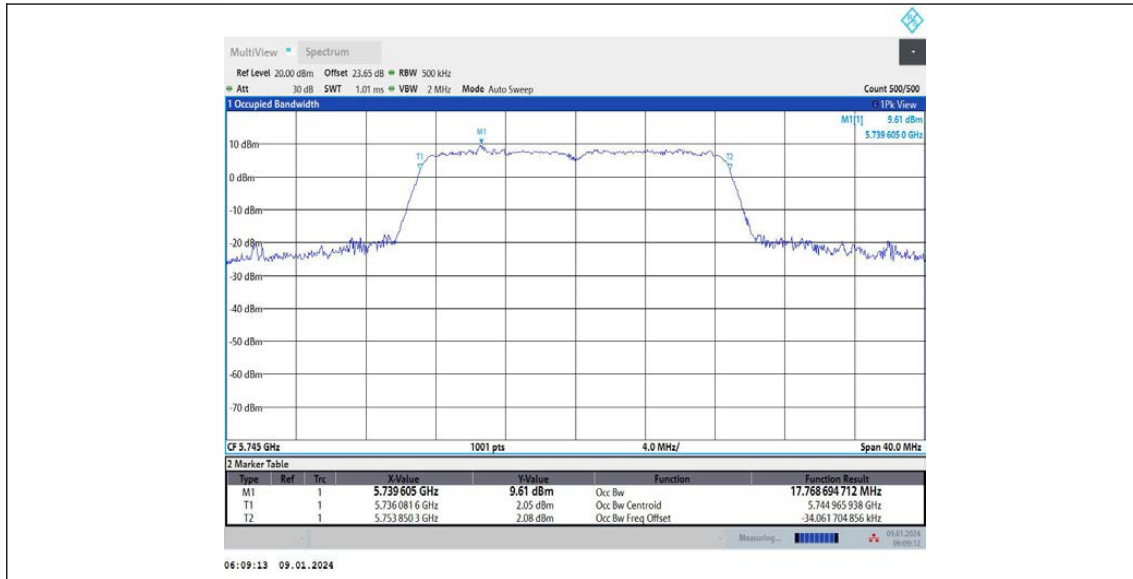 MultiView Spectrum
Ref Level 20.00 dBm Offset 23.65 dB RBW 500 kHz
Att 30 dB SWT 1.01 ms VBW 2 MHz Mode Auto Sweep Count 500/500
1 Occupied Bandwidth 1Pk View
M1[1] 9.61 dBm
5.739 605 0 GHz
M1
10 dBm
T1 T2
0 dBm
-10 dBm
-20 dBm
-30 dBm
-40 dBm
-50 dBm
-60 dBm
-70 dBm
CF 5.745 GHz 1001 pts 4.0 MHz/ Span 40.0 MHz
2 Marker Table
Type Ref Trc X-Value Y-Value Function Function Result
M1 1 5.739 605 GHz 9.61 dBm Occ Bw 17.768 694 712 MHz
T1 1 5.736 081 6 GHz 2.05 dBm Occ Bw Centroid 5.744 965 938 GHz
T2 1 5.753 850 3 GHz 2.08 dBm Occ Bw Freq Offset -34.061 704 856 kHz
Measuring... 09.01.2024
06:09:12
06:09:13 09.01.2024